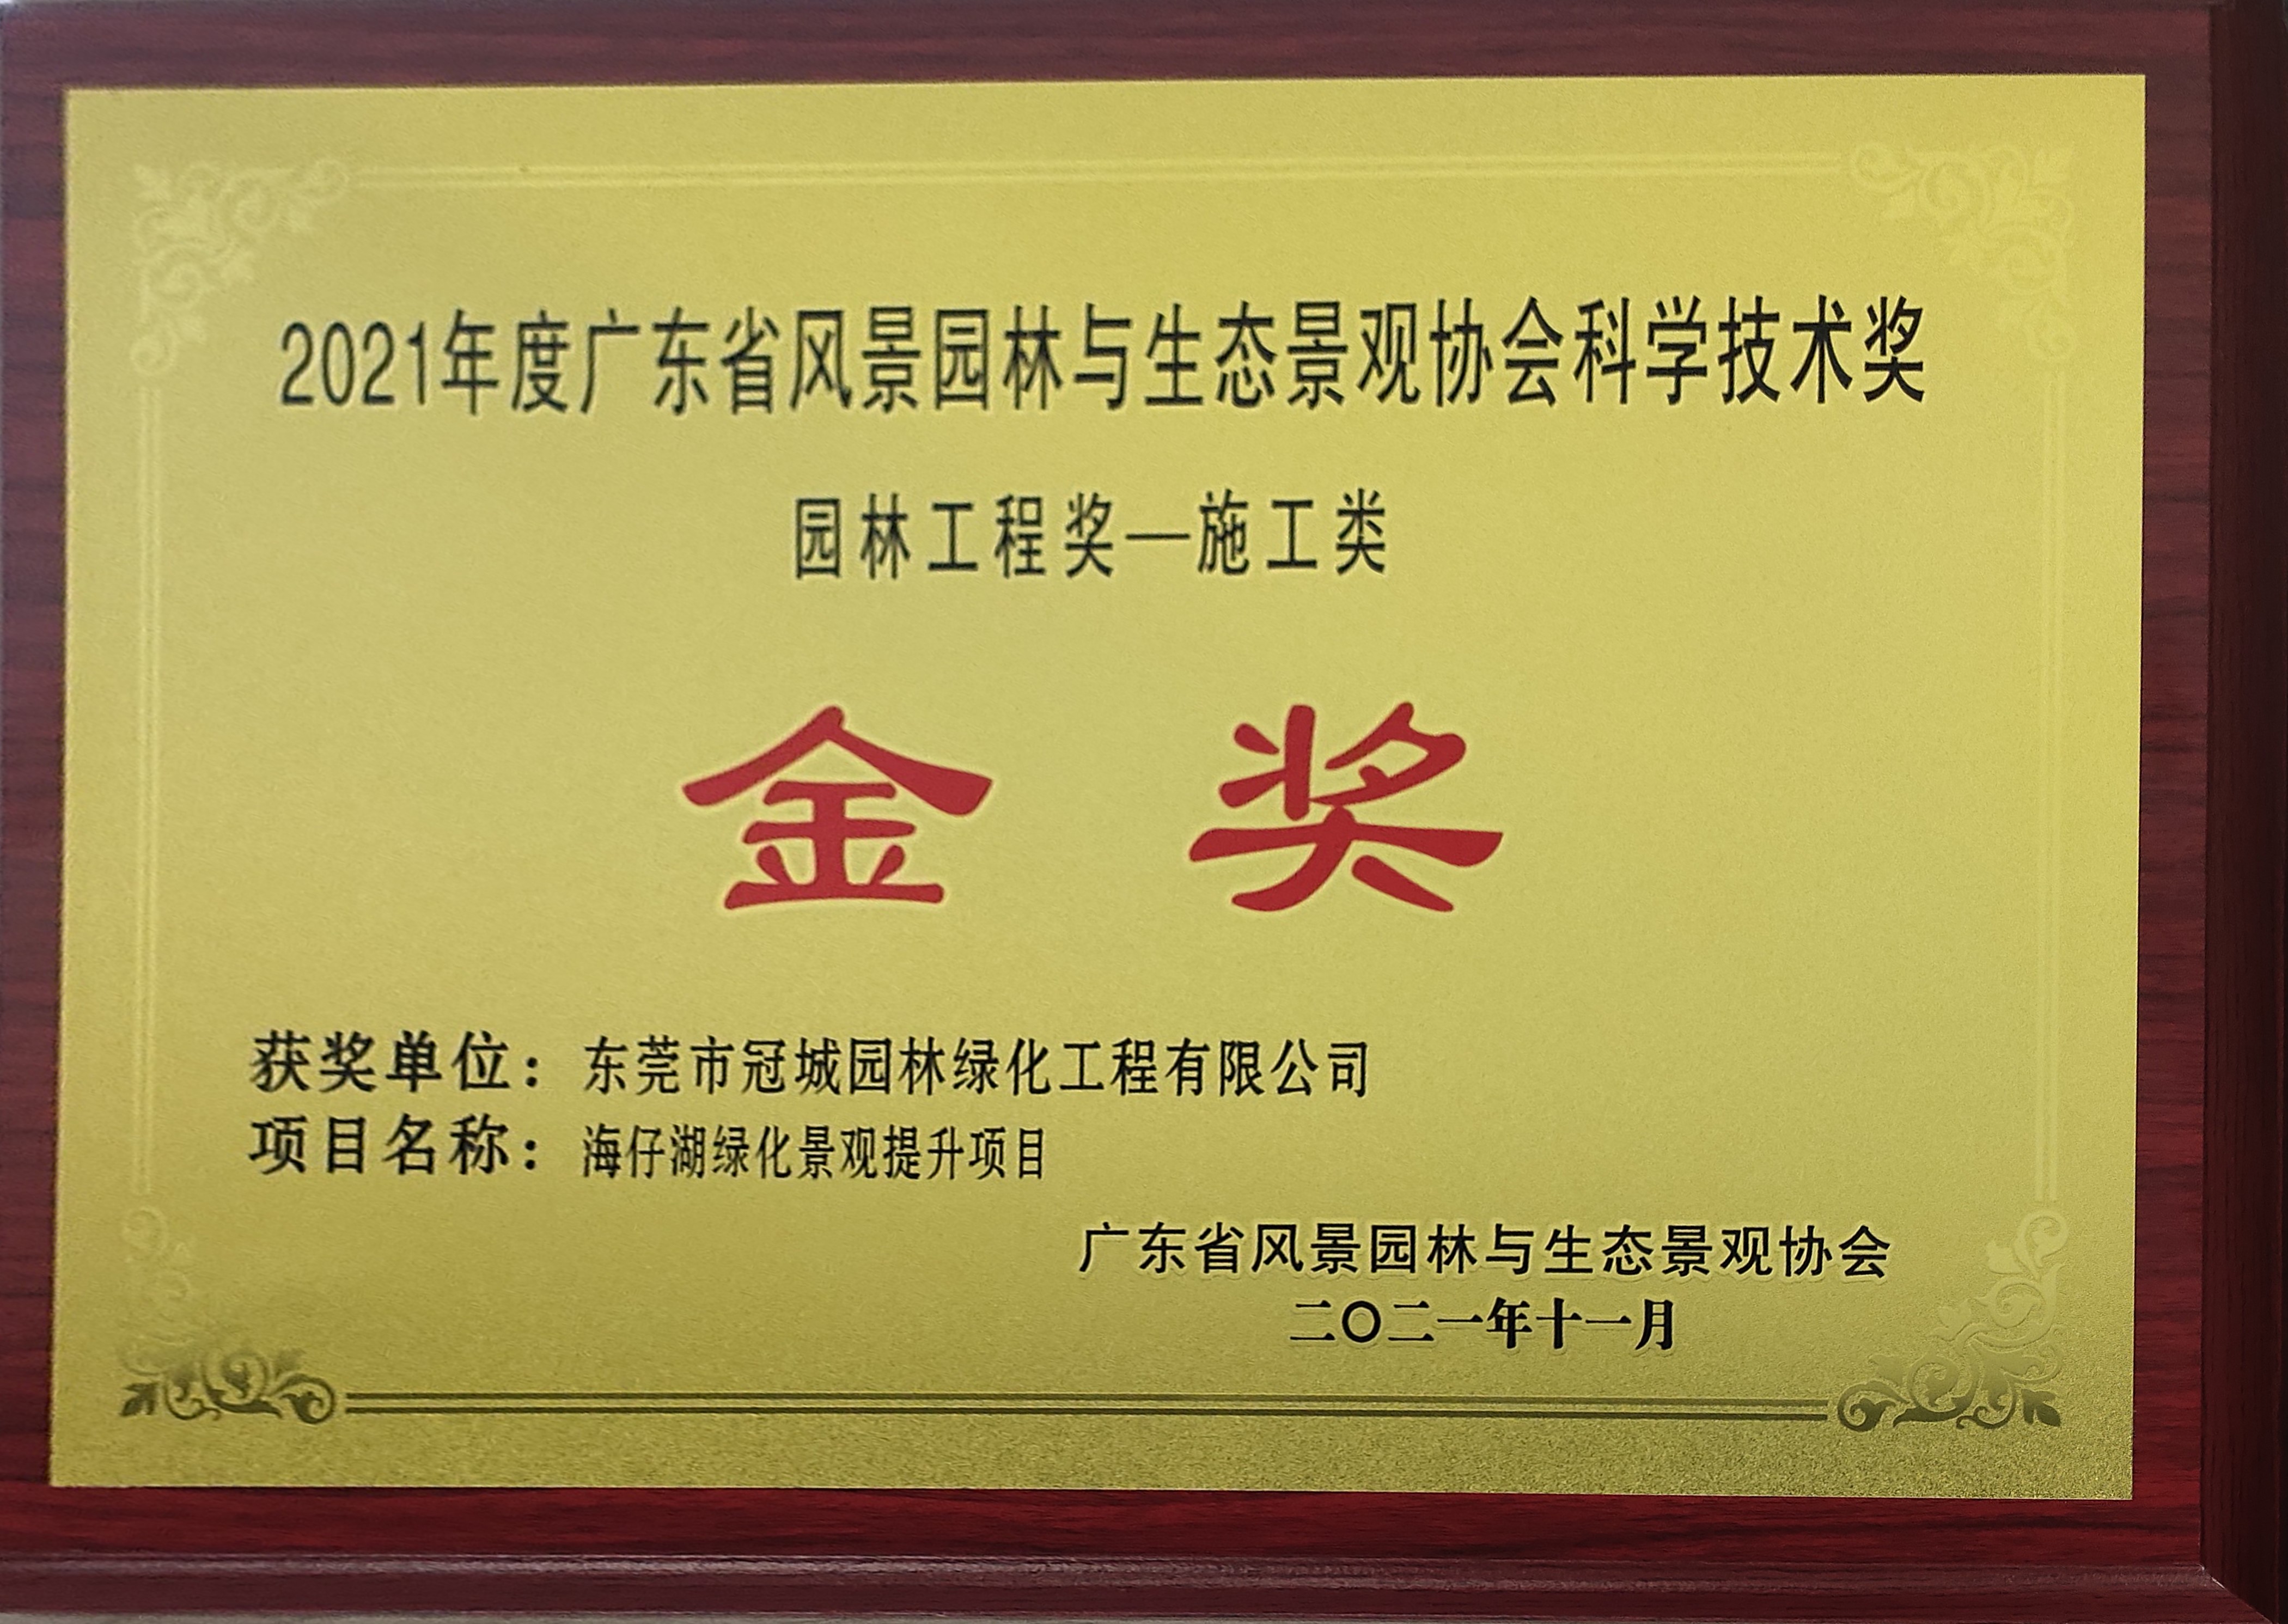 2021年度广东省风景园林与生态景观协会科学技术奖
园林工程奖—施工类
金奖
获奖单位：东莞市冠城园林绿化工程有限公司
项目名称：海仔湖绿化景观提升项目
广东省风景园林与生态景观协会
二〇二一年十一月